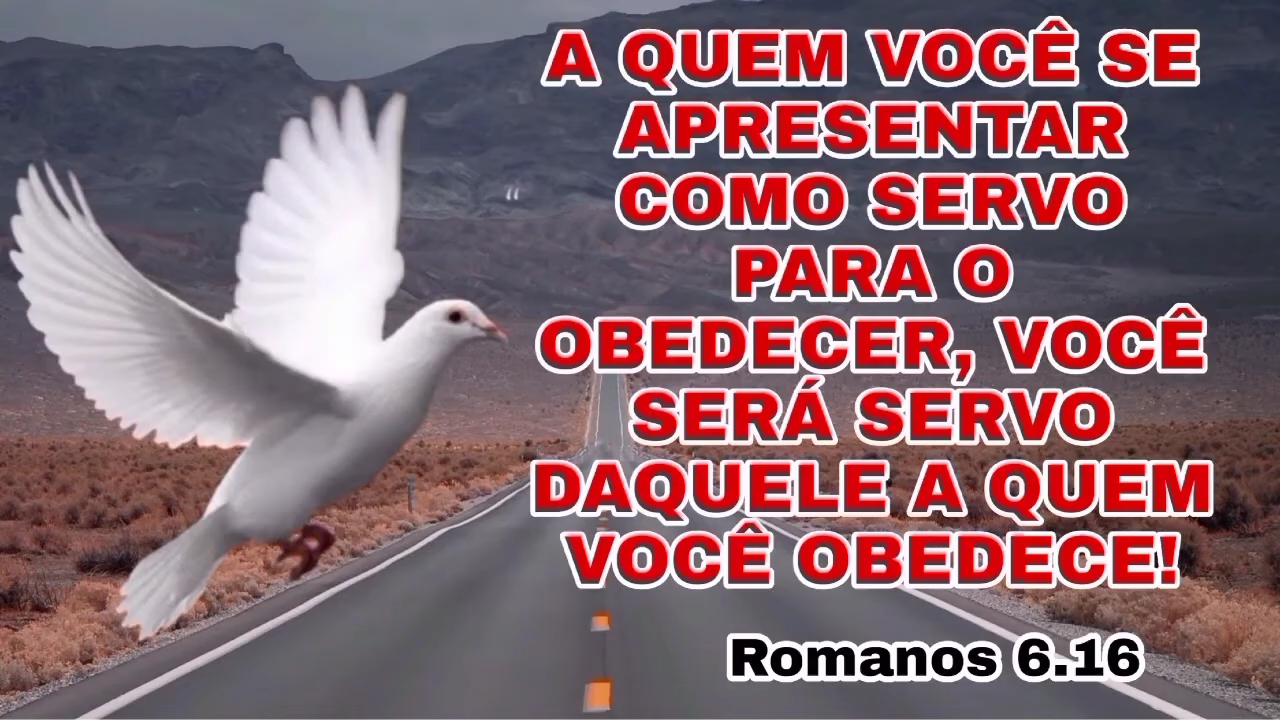 A QUEM VOCÊ SE
APRESENTAR
COMO SERVO
PARA O
OBEDECER, VOCÊ
SERÁ SERVO
DAQUELE A QUEM
VOCÊ OBEDECE!
Romanos 6.16